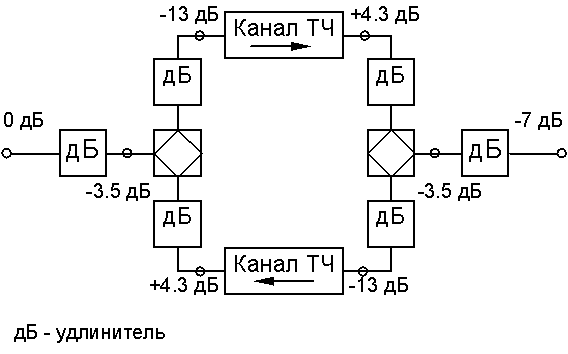 -13 дБ
Канал ТЧ
+4.3 дБ
дБ
дБ
0 дБ
-7 дБ
дБ
дБ
-3.5 дБ
-3.5 дБ
дБ
дБ
Канал ТЧ
+4.3 дБ
-13 дБ
дБ - удлинитель